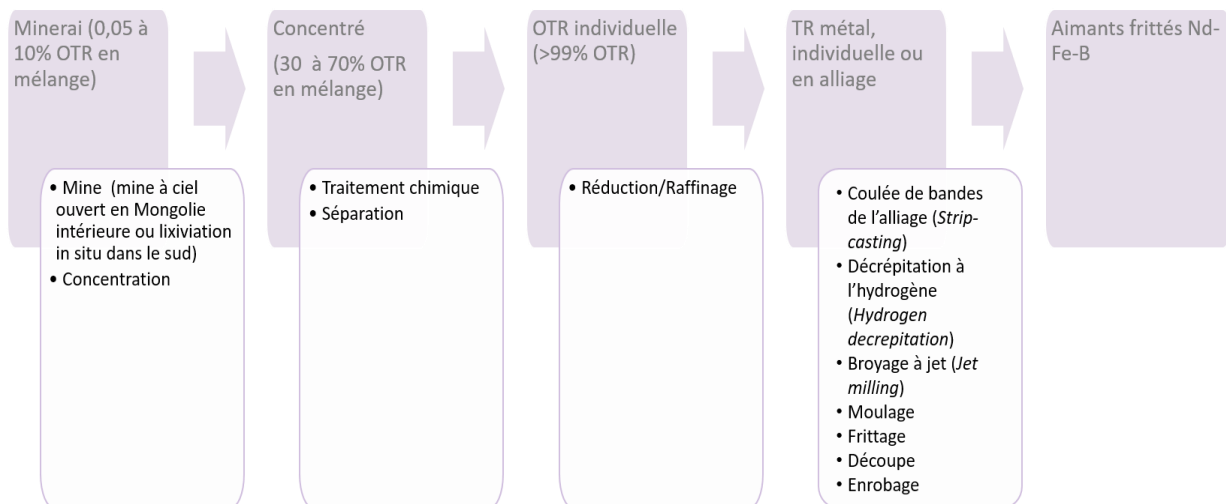 Minerai (0,05 à
10% OTR en
mélange)
• Mine (mine à ciel
ouvert en Mongolie
intérieure ou lixiviation
in situ dans le sud)
• Concentration
Concentré
(30 à 70% OTR
en mélange)
• Traitement chimique
• Séparation
OTR individuelle
(>99% OTR)
• Réduction/Raffinage
TR métal,
individuelle ou
en alliage
• Coulée de bandes
de l’alliage (Strip-
casting)
• Décrépitation à
l’hydrogène
(Hydrogen
decrepitation)
• Broyage à jet (Jet
milling)
• Moulage
• Frittage
• Découpe
• Enrobage
Aimants frittés Nd-
Fe-B